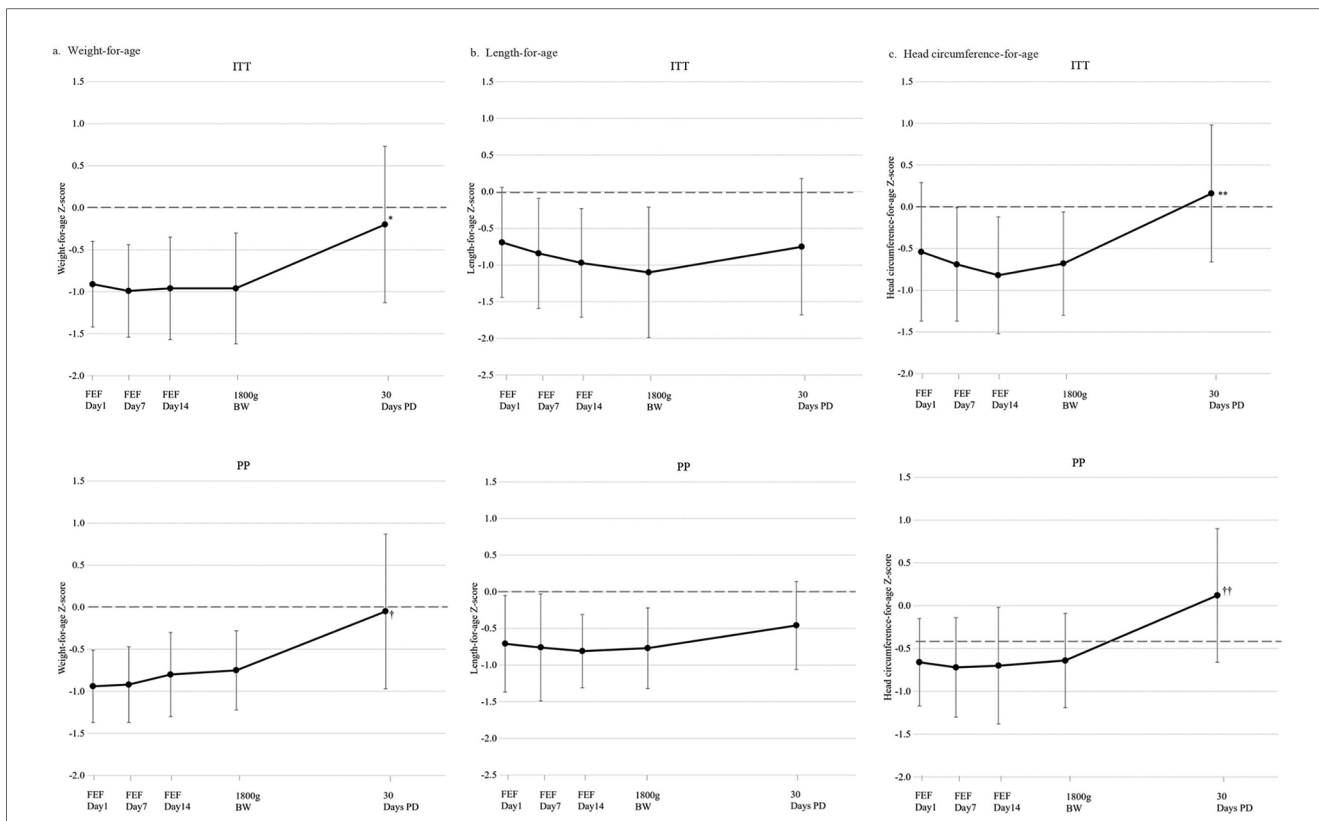 a. Weight-for-age
ITT
Weight-for-age Z-score
1.5
1.0
0.5
0.0
-0.5
-1.0
-1.5
-2.0
*
FEF Day1
FEF Day7
FEF Day14
1800g BW
30 Days PD
b. Length-for-age
ITT
Length-for-age Z-score
1.5
1.0
0.5
0.0
-0.5
-1.0
-1.5
-2.0
-2.5
FEF Day1
FEF Day7
FEF Day14
1800g BW
30 Days PD
c. Head circumference-for-age
ITT
Head circumference-for-age Z-score
1.5
1.0
0.5
0.0
-0.5
-1.0
-1.5
-2.0
**
FEF Day1
FEF Day7
FEF Day14
1800g BW
30 Days PD
PP
Weight-for-age Z-score
1.5
1.0
0.5
0.0
-0.5
-1.0
-1.5
-2.0
†
FEF Day1
FEF Day7
FEF Day14
1800g BW
30 Days PD
PP
Length-for-age Z-score
1.5
1.0
0.5
0.0
-0.5
-1.0
-1.5
-2.0
-2.5
FEF Day1
FEF Day7
FEF Day14
1800g BW
30 Days PD
PP
Head circumference-for-age Z-score
1.5
1.0
0.5
0.0
-0.5
-1.0
-1.5
-2.0
††
FEF Day1
FEF Day7
FEF Day14
1800g BW
30 Days PD